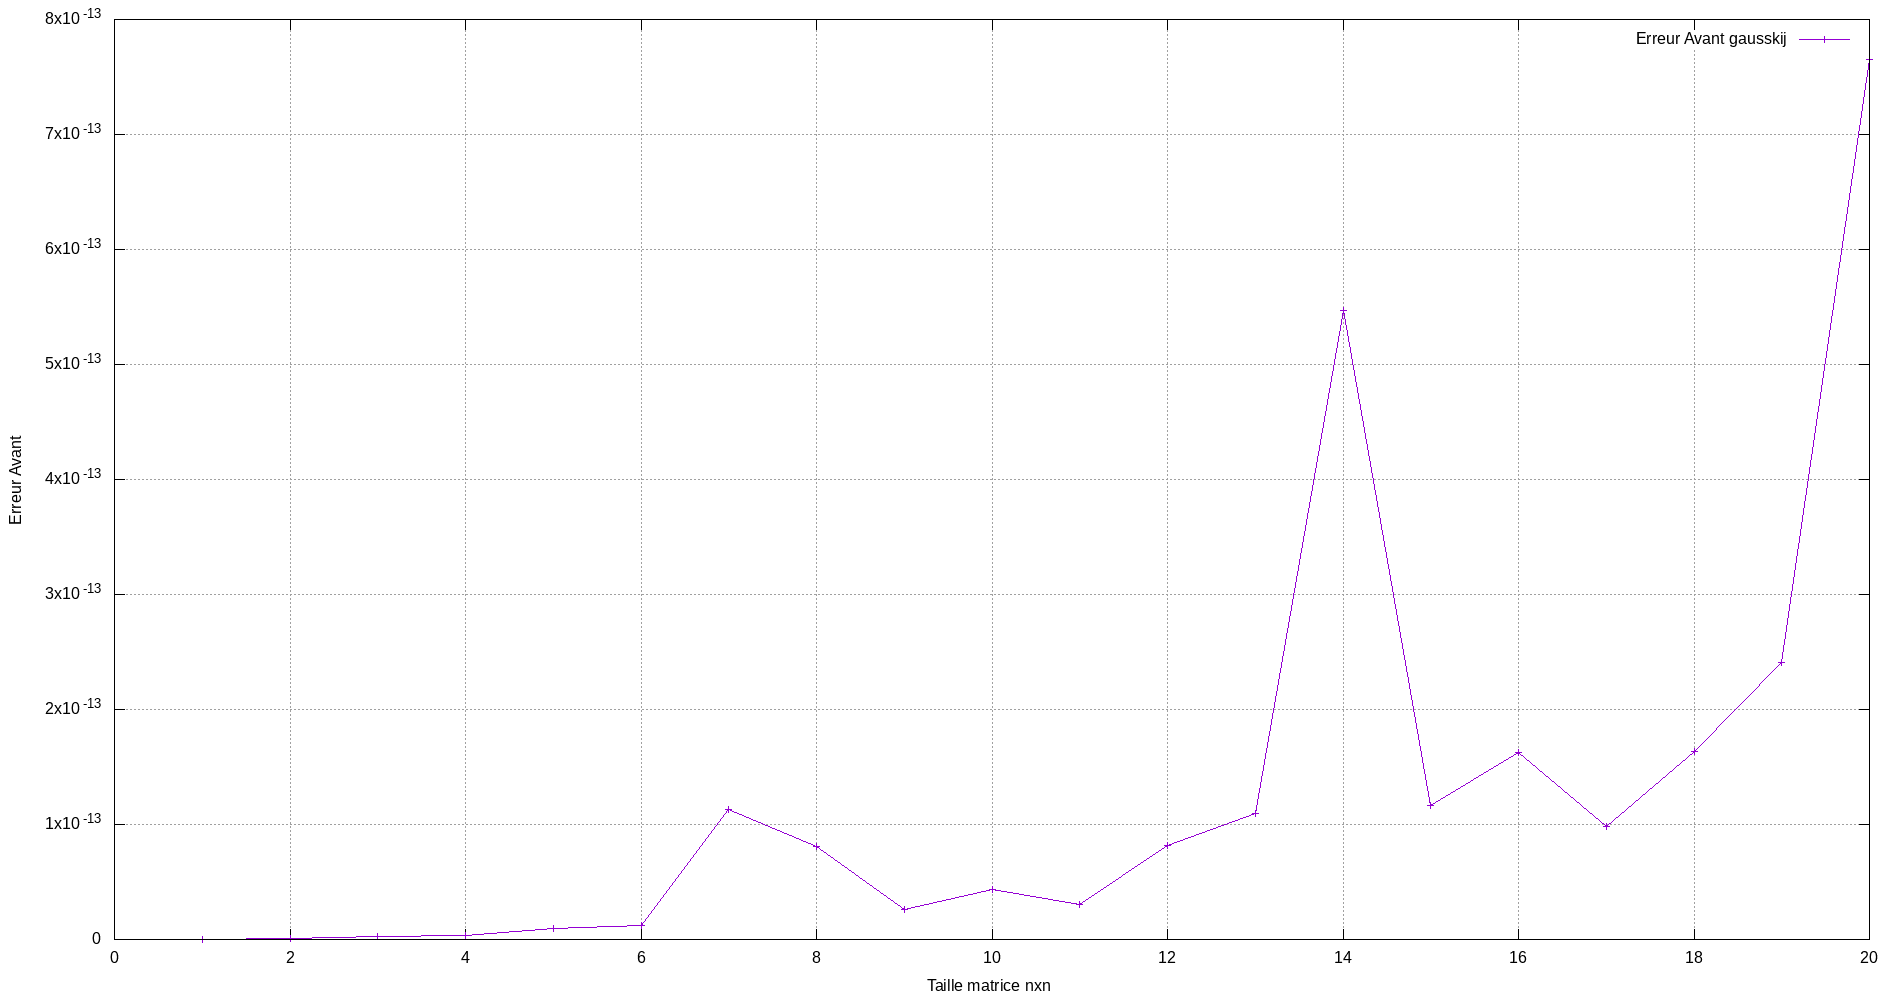 8x10-13
7x10-13
6x10-13
5x10-13
4x10-13
3x10-13
2x10-13
1x10-13
0
0 2 4 6 8 10 12 14 16 18 20
Erreur Avant
Taille matrice nxn
Erreur Avant gausskij